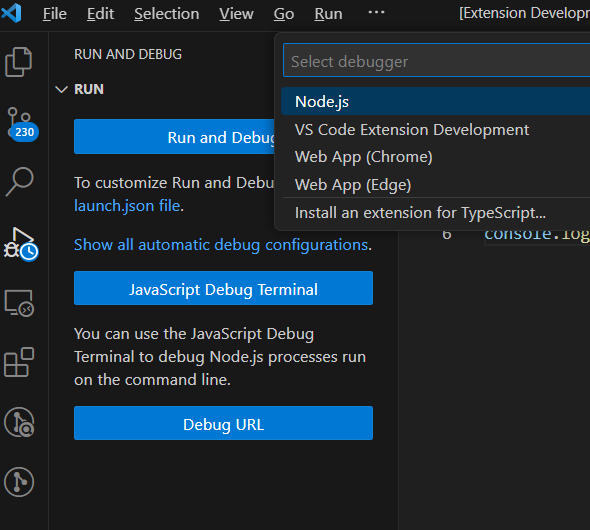 File Edit Selection View Go Run ··· [Extension Developm
RUN AND DEBUG
Select debugger
RUN
Node.js
Run and Debug
VS Code Extension Development
230
Web App (Chrome)
To customize Run and Debu
Web App (Edge)
launch.json file.
Install an extension for TypeScript...
6 console.log
Show all automatic debug configurations.
JavaScript Debug Terminal
You can use the JavaScript Debug
Terminal to debug Node.js processes run
on the command line.
Debug URL